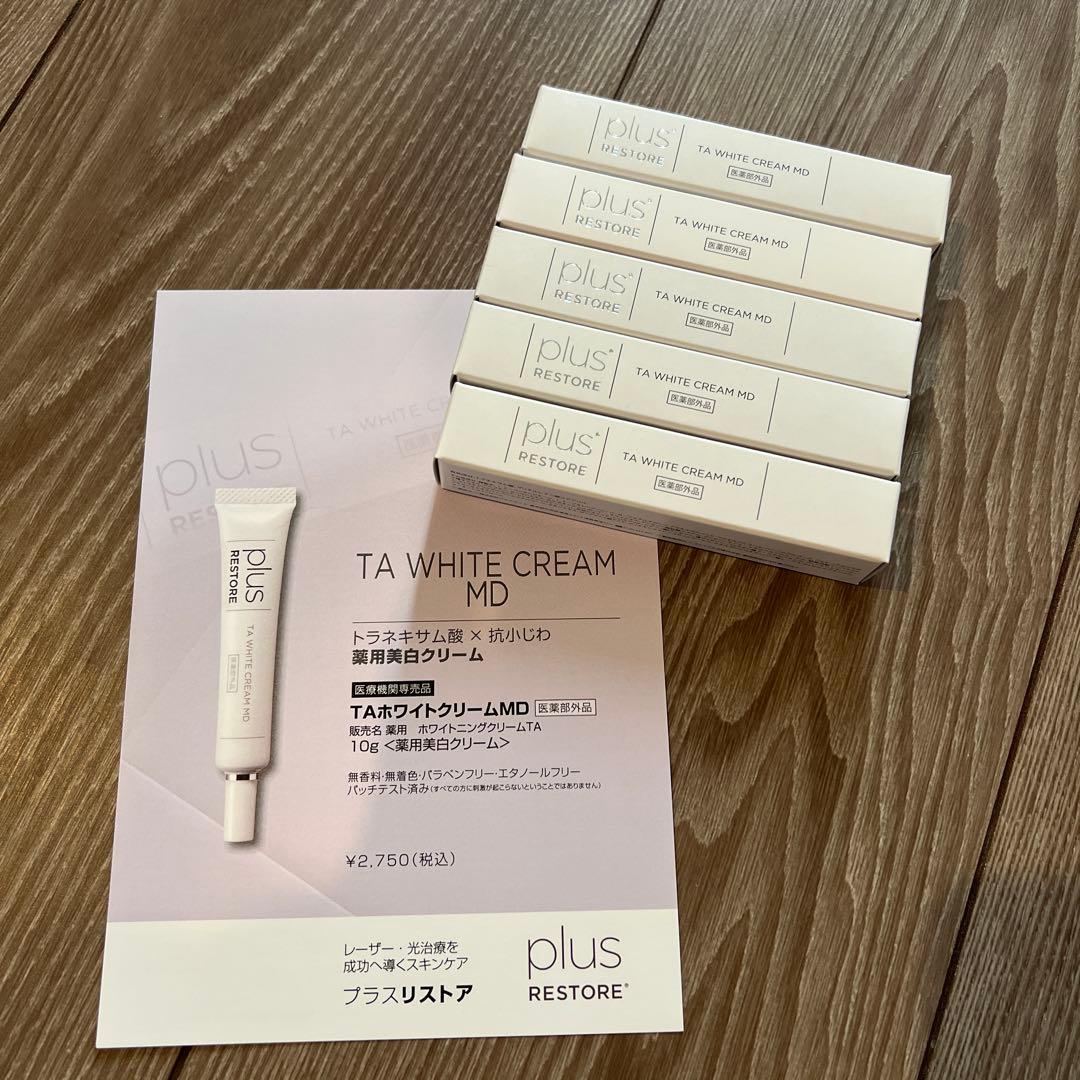 plus
RESTORE
TA WHITE CREAM MD
医薬部外品
plus
RESTORE
TA WHITE CREAM MD
医薬部外品
plus
RESTORE
TA WHITE CREAM MD
医薬部外品
plus
RESTORE
TA WHITE CREAM MD
医薬部外品
plus
RESTORE
TA WHITE CREAM MD
医薬部外品
plus
TA WHITE
plus
RESTORE
TA WHITE CREAM MD
医薬部外品
TA WHITE CREAM
MD
トラネキサム酸 × 抗小じわ
薬用美白クリーム
医療機関専売品
TAホワイトクリームMD 医薬部外品
販売名 薬用 ホワイトニングクリームTA
10g <薬用美白クリーム>
無香料・無着色・パラベンフリー・エタノールフリー
パッチテスト済み(すべての方に刺激が起こらないということではありません)
¥2,750(税込)
レーザー・光治療を
成功へ導くスキンケア
プラスリストア
plus
RESTORE®